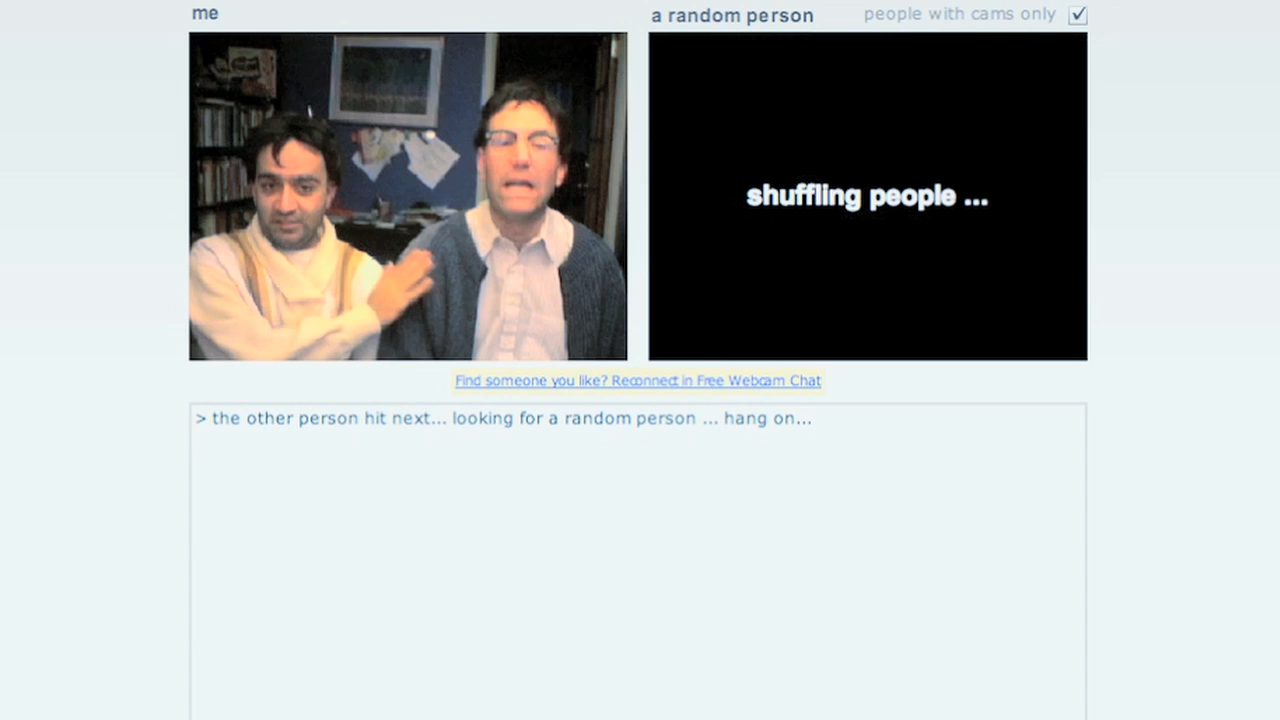 me
a random person
people with cams only
shuffling people ...
Find someone you like? Reconnect in Free Webcam Chat
> the other person hit next... looking for a random person ... hang on...